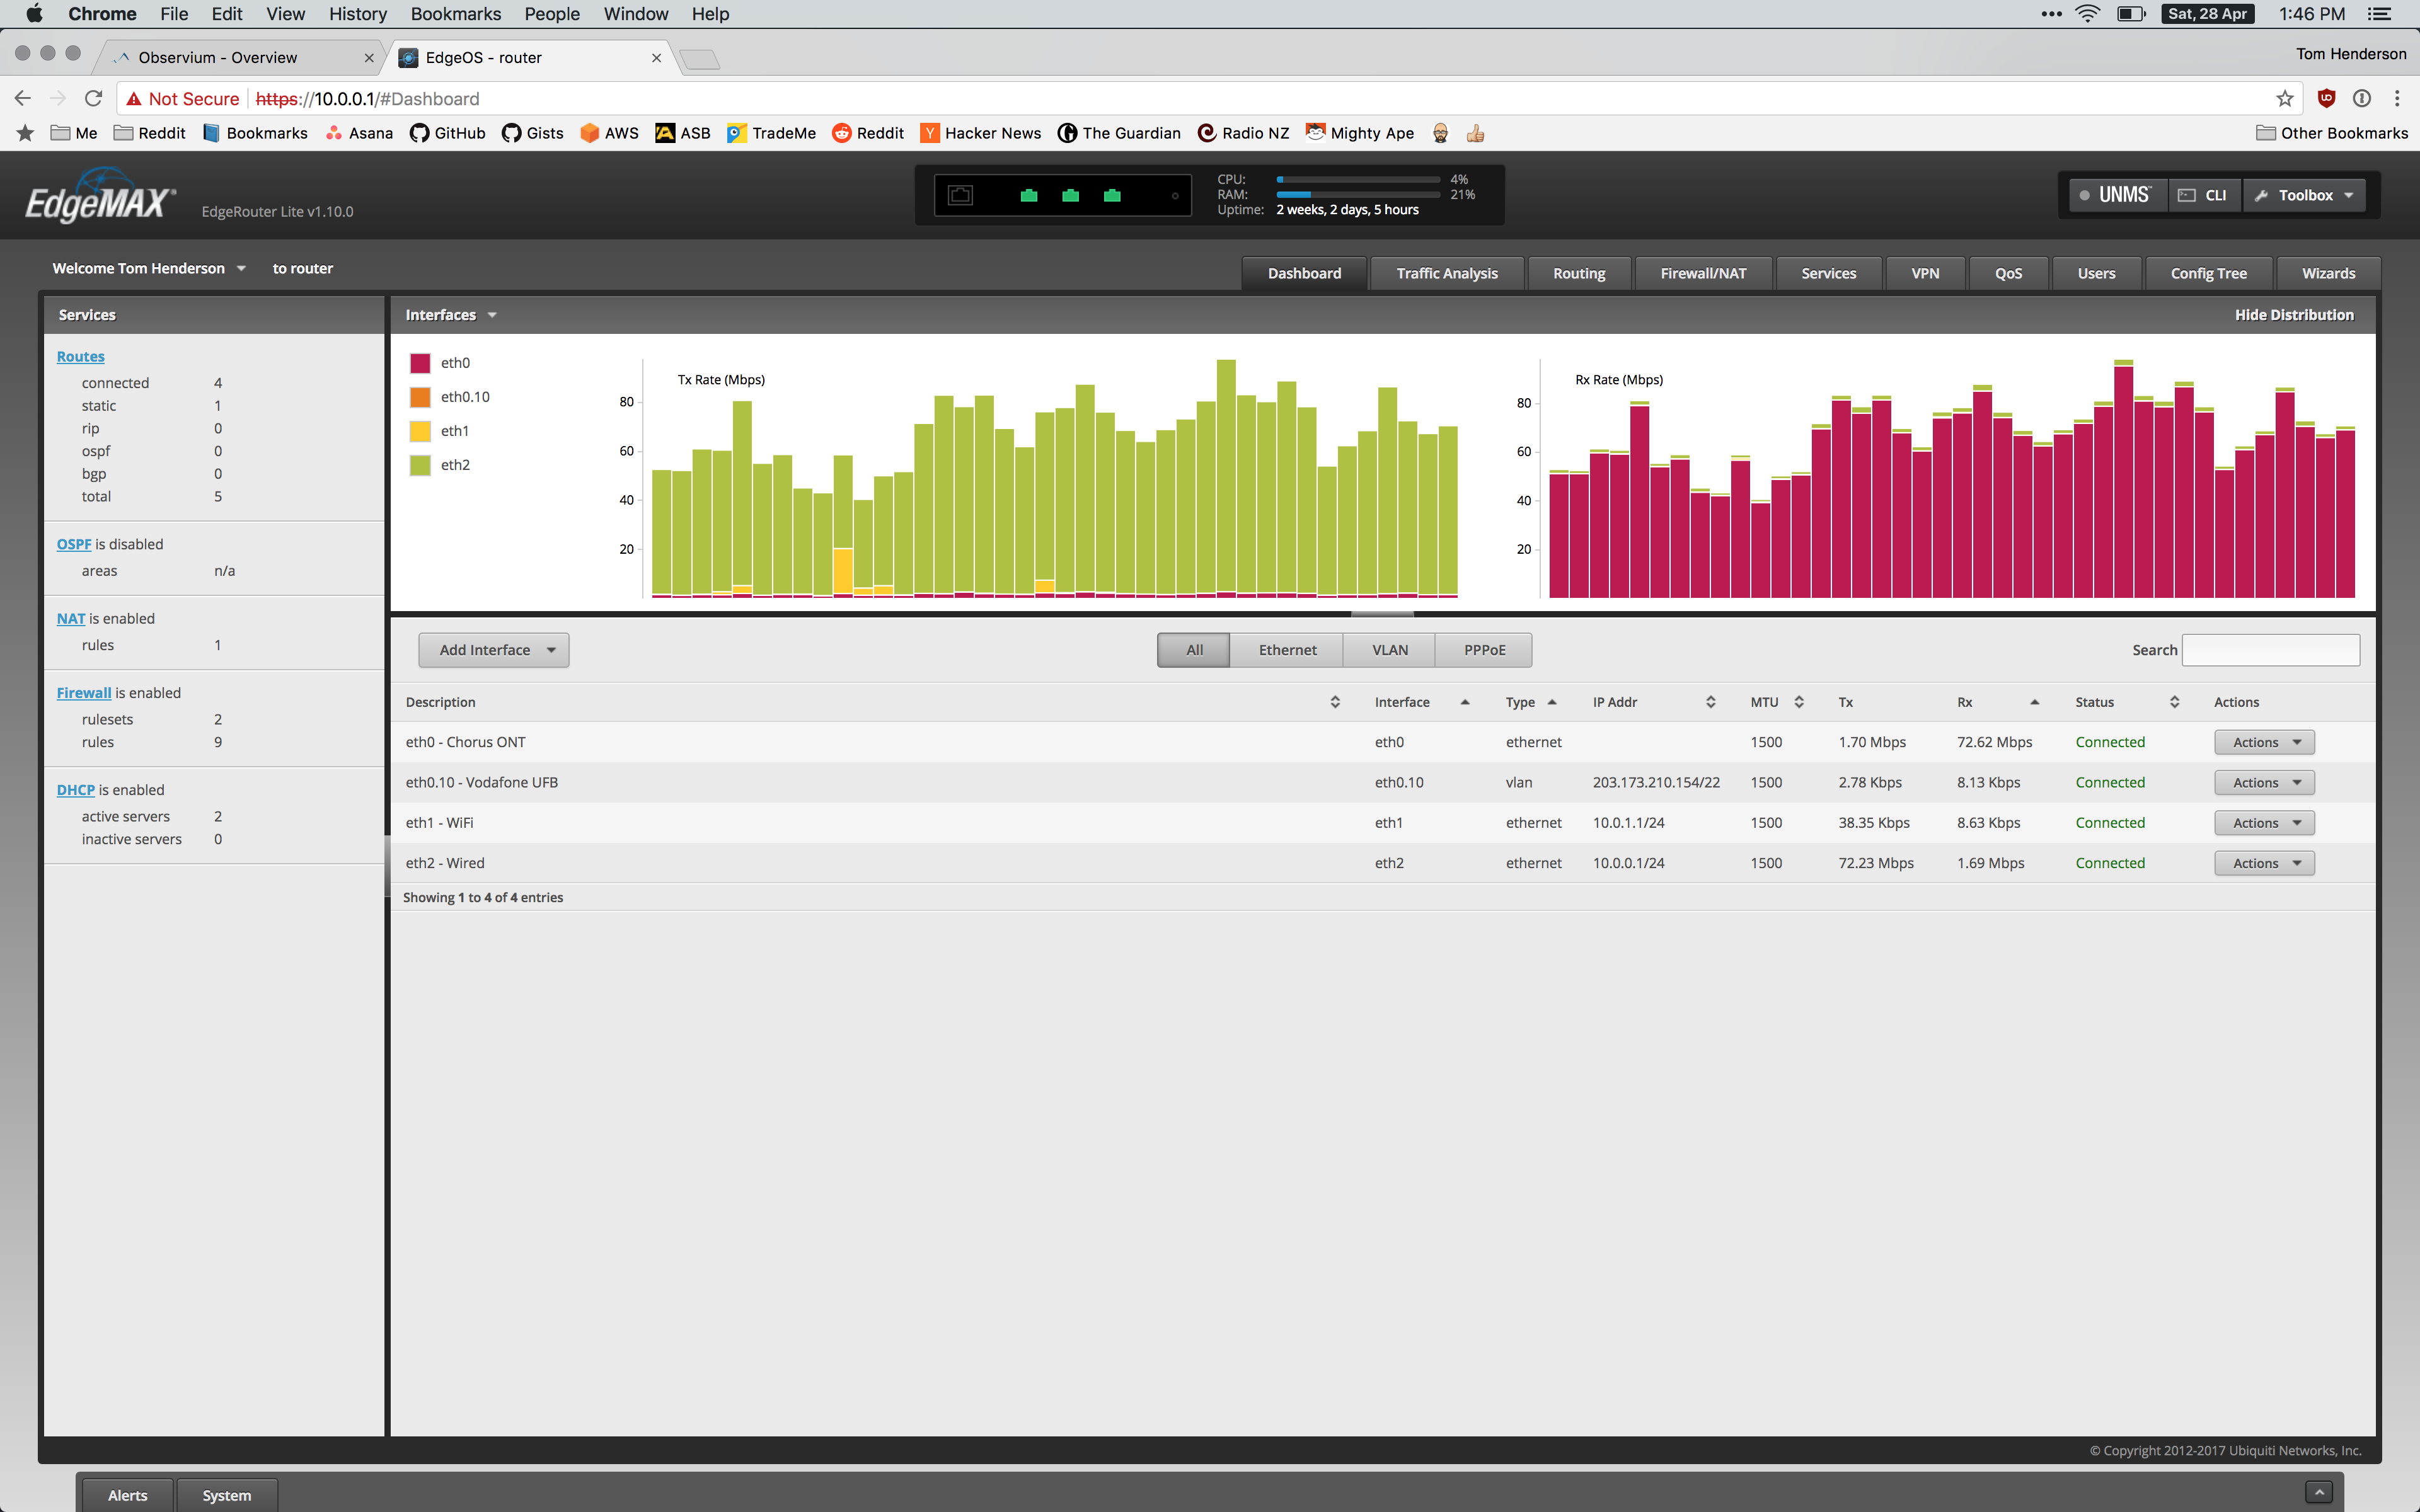 Chrome File Edit View History Bookmarks People Window Help
Sat, 28 Apr 1:46 PM
Observium - Overview
EdgeOS - router
Tom Henderson
Not Secure https://10.0.0.1/#Dashboard
Me Reddit Bookmarks Asana GitHub Gists AWS ASB TradeMe Reddit Hacker News The Guardian Radio NZ Mighty Ape Other Bookmarks
EdgeMAX EdgeRouter Lite v1.10.0
CPU: 4%
RAM: 21%
Uptime: 2 weeks, 2 days, 5 hours
UNMS CLI Toolbox
Welcome Tom Henderson to router
Dashboard Traffic Analysis Routing Firewall/NAT Services VPN QoS Users Config Tree Wizards
Services
Routes
connected 4
static 1
rip 0
ospf 0
bgp 0
total 5
OSPF is disabled
areas n/a
NAT is enabled
rules 1
Firewall is enabled
rulesets 2
rules 9
DHCP is enabled
active servers 2
inactive servers 0
Interfaces Hide Distribution
eth0
eth0.10
eth1
eth2
Tx Rate (Mbps)
80
60
40
20
Rx Rate (Mbps)
80
60
40
20
Add Interface
All Ethernet VLAN PPPoE
Search
Description Interface Type IP Addr MTU Tx Rx Status Actions
eth0 - Chorus ONT eth0 ethernet 1500 1.70 Mbps 72.62 Mbps Connected Actions
eth0.10 - Vodafone UFB eth0.10 vlan 203.173.210.154/22 1500 2.78 Kbps 8.13 Kbps Connected Actions
eth1 - WiFi eth1 ethernet 10.0.1.1/24 1500 38.35 Kbps 8.63 Kbps Connected Actions
eth2 - Wired eth2 ethernet 10.0.0.1/24 1500 72.23 Mbps 1.69 Mbps Connected Actions
Showing 1 to 4 of 4 entries
© Copyright 2012-2017 Ubiquiti Networks, Inc.
Alerts System